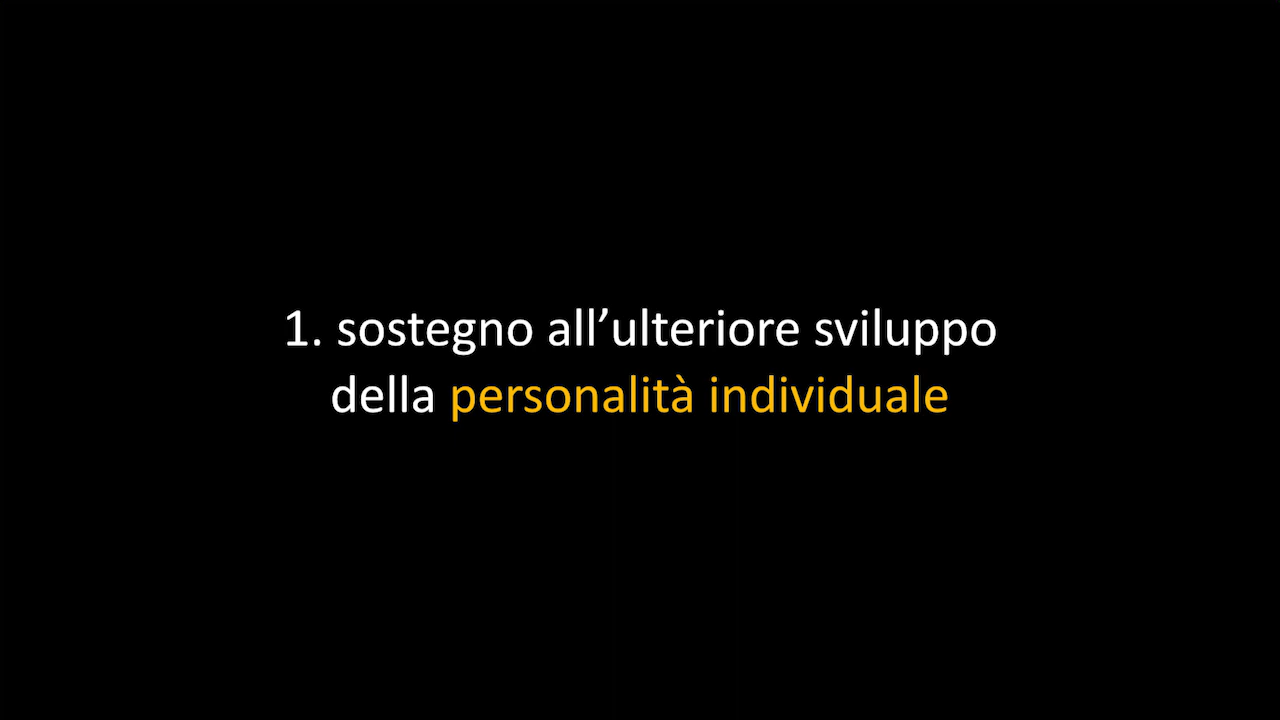 1. sostegno all’ulteriore sviluppo
della personalità individuale